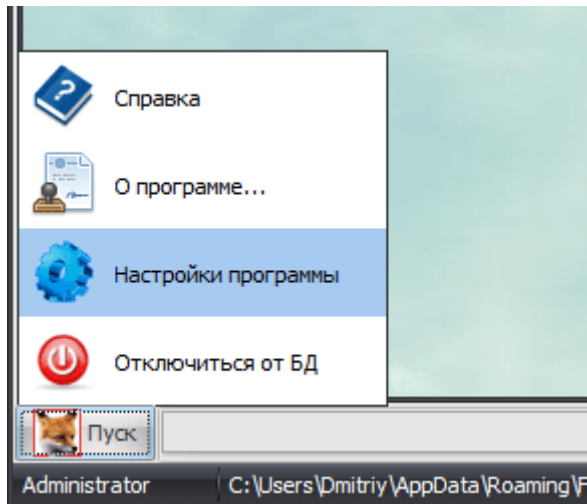 Справка
О программе...
Настройки программы
Отключиться от БД
Пуск
Administrator C:\Users\Dmitriy\AppData\Roaming\